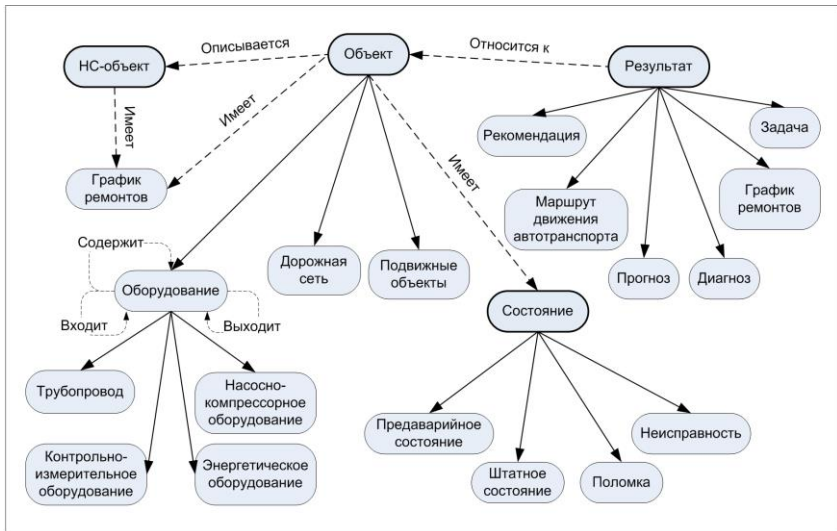 Описывается
Объект
Относится к
НС-объект
Результат
Имеет
Имеет
Имеет
Рекомендация
Задача
График
ремонтов
Маршрут
движения
автотранспорта
График
ремонтов
Содержит
Дорожная
сеть
Подвижные
объекты
Прогноз
Диагноз
Оборудование
Входит
Выходит
Состояние
Трубопровод
Насосно-
компрессорное
оборудование
Предаварийное
состояние
Неисправность
Контрольно-
измерительное
оборудование
Энергетическое
оборудование
Штатное
состояние
Поломка